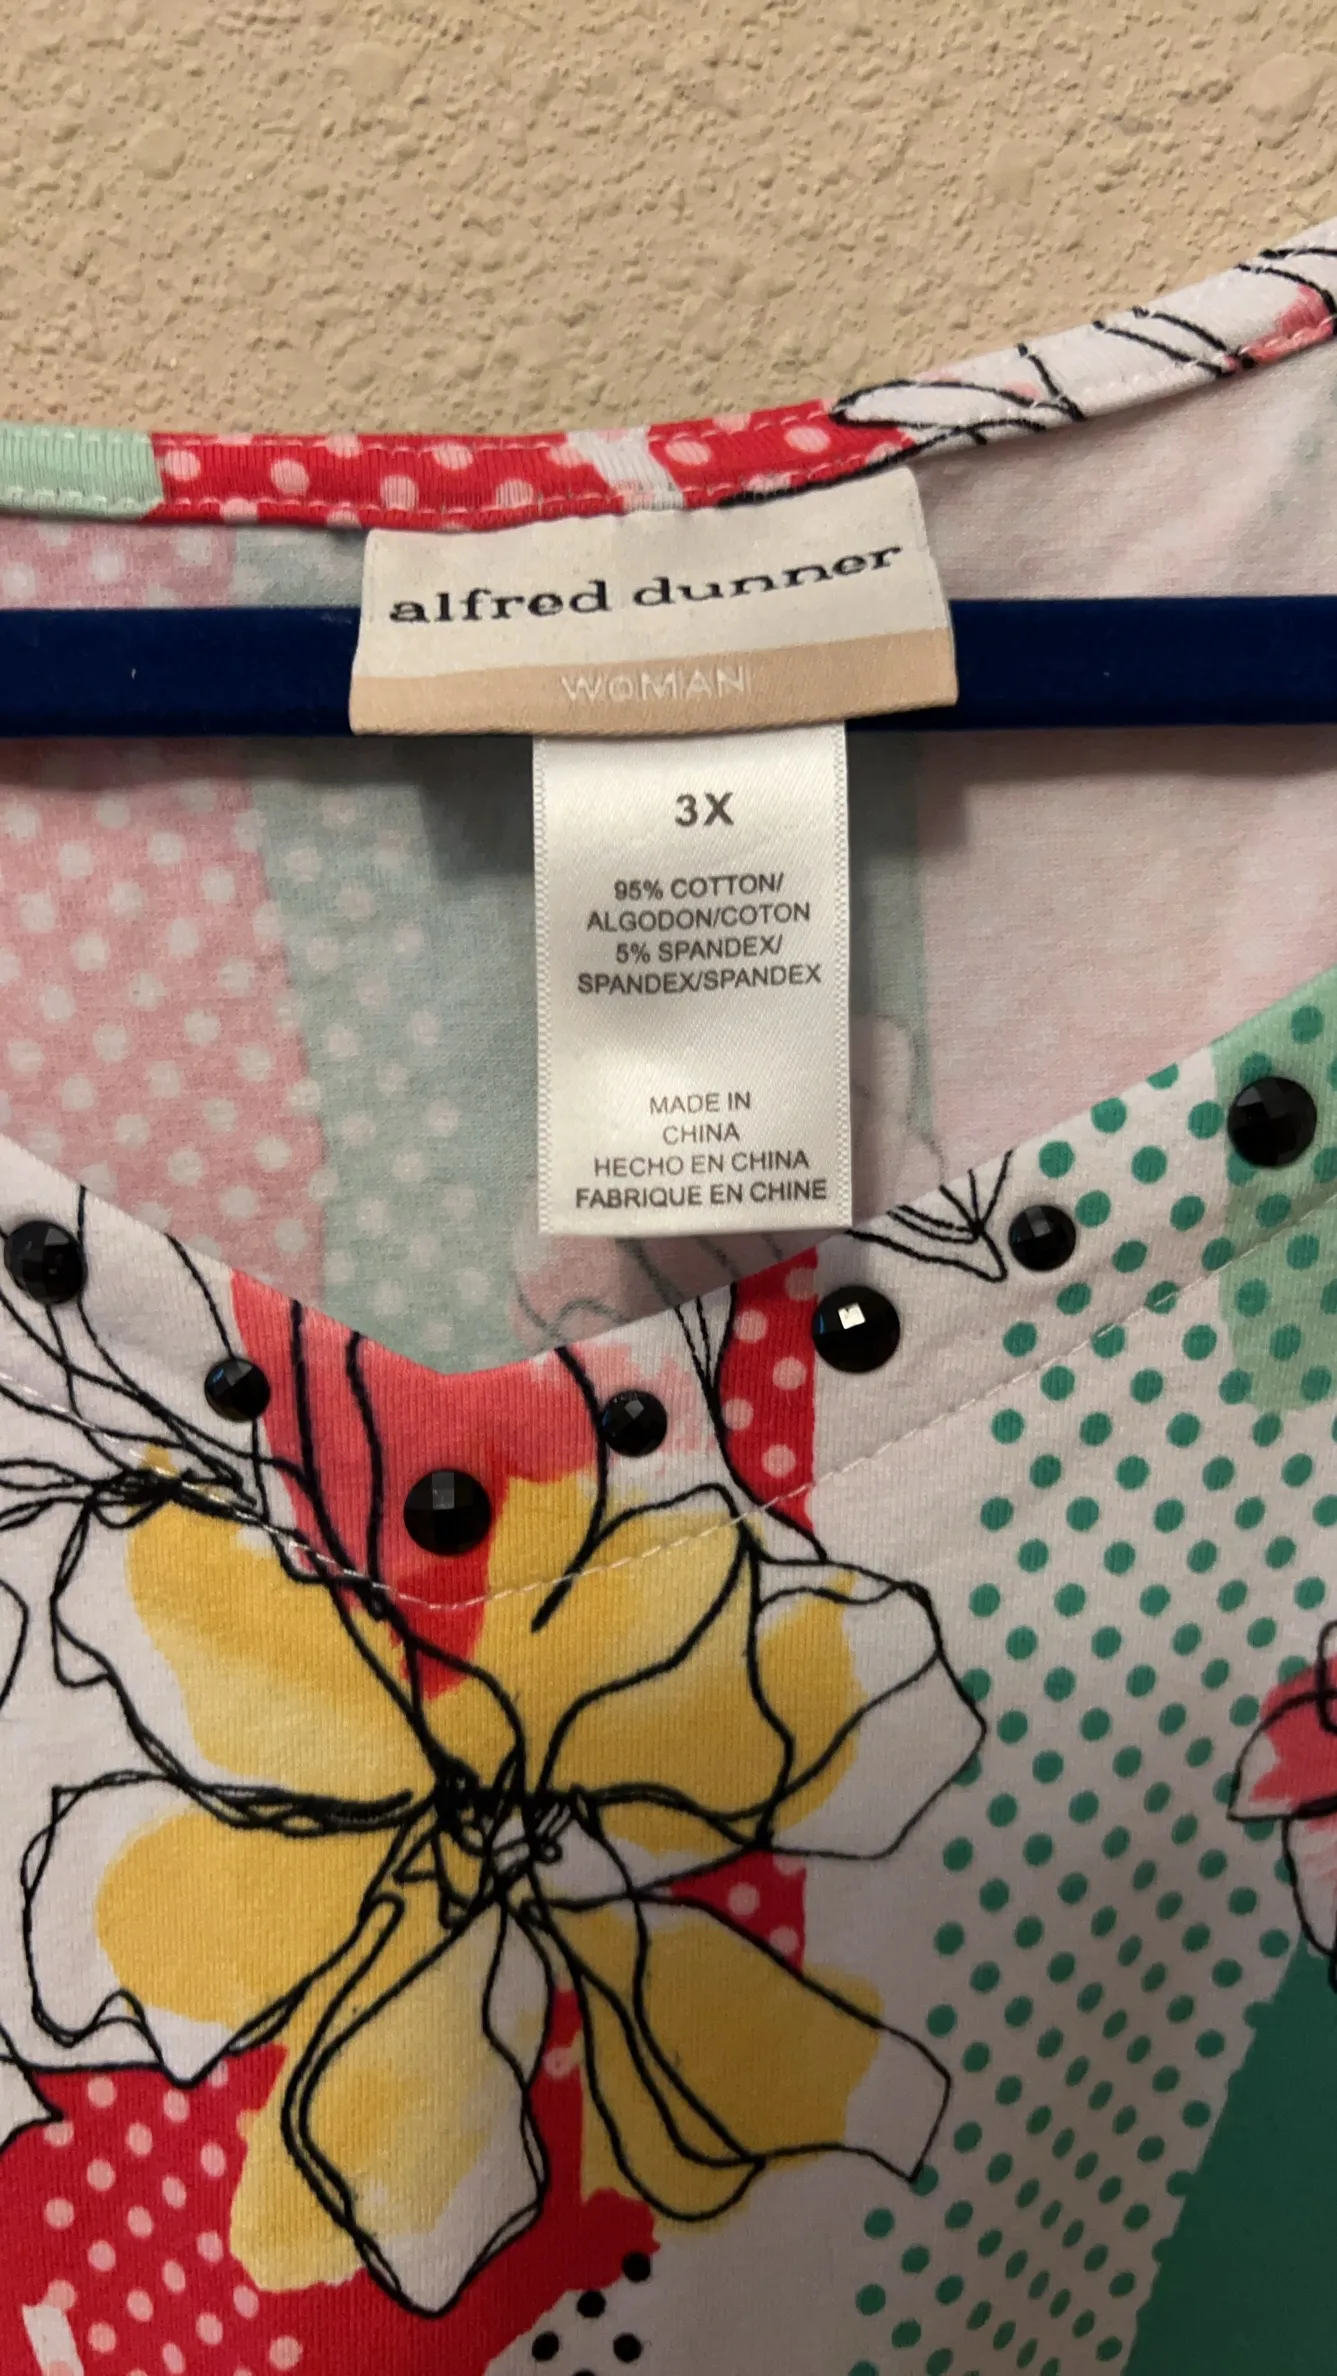 alfred dunner
WOMAN
3X
95% COTTON/
ALGODON/COTON
5% SPANDEX/
SPANDEX/SPANDEX
MADE IN
CHINA
HECHO EN CHINA
FABRIQUE EN CHINE